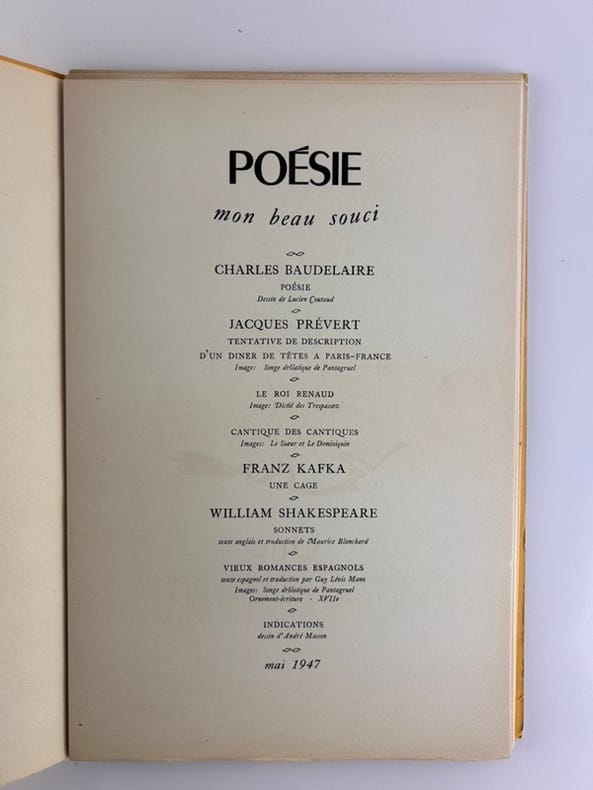 POÉSIE
mon beau souci
CHARLES BAUDELAIRE
POÉSIE
Dessin de Lucien Coutaud
JACQUES PRÉVERT
TENTATIVE DE DESCRIPTION
D'UN DINER DE TÊTES A PARIS-FRANCE
Image: Songe drôlatique de Pantagruel
LE ROI RENAUD
Image: Dictié des Trespassez
CANTIQUE DES CANTIQUES
Images: Le Sueur et Le Dominiquin
FRANZ KAFKA
UNE CAGE
WILLIAM SHAKESPEARE
SONNETS
texte anglais et traduction de Maurice Blanchard
VIEUX ROMANCES ESPAGNOLS
texte espagnol et traduction par Guy Lévis Mano
Images: Songe drôlatique de Pantagruel
Ornement-écriture - XVIIe
INDICATIONS
dessin d'André Masson
mai 1947